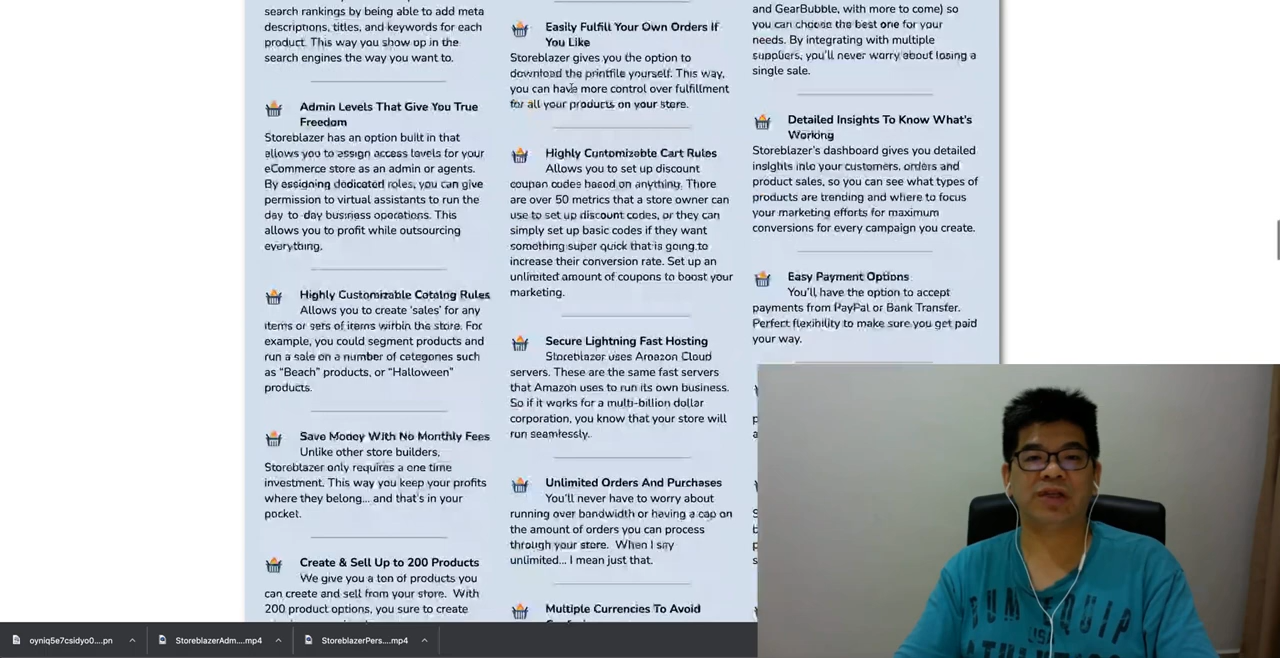 search rankings by being able to add meta
descriptions, titles, and keywords for each
product. This way you show up in the
search engines the way you want to.
Admin Levels That Give You True
Freedom
Storeblazer has an option built in that
allows you to assign access levels for your
eCommerce store as an admin or agents.
By assigning dedicated roles, you can give
permission to virtual assistants to run the
day to day business operations. This
allows you to profit while outsourcing
everything.
Highly Customizable Catalog Rules
Allows you to create ‘sales’ for any
items or sets of items within the store. For
example, you could segment products and
run a sale on a number of categories such
as “Beach” products, or “Halloween”
products.
Save Money With No Monthly Fees
Unlike other store builders,
Storeblazer only requires a one time
investment. This way you keep your profits
where they belong... and that's in your
pocket.
Create & Sell Up to 200 Products
We give you a ton of products you
can create and sell from your store. With
200 product options, you sure to create
Easily Fulfill Your Own Orders If
You Like
Storeblazer gives you the option to
download the printfile yourself. This way,
you can have more control over fulfillment
for all your products on your store.
Highly Customizable Cart Rules
Allows you to set up discount
coupon codes based on anything. There
are over 50 metrics that a store owner can
use to set up discount codes, or they can
simply set up basic codes if they want
something super quick that is going to
increase their conversion rate. Set up an
unlimited amount of coupons to boost your
marketing.
Secure Lightning Fast Hosting
Storeblazer uses Amazon Cloud
servers. These are the same fast servers
that Amazon uses to run its own business.
So if it works for a multi-billion dollar
corporation, you know that your store will
run seamlessly.
Unlimited Orders And Purchases
You'll never have to worry about
running over bandwidth or having a cap on
the amount of orders you can process
through your store. When I say
unlimited... I mean just that.
Multiple Currencies To Avoid
and GearBubble, with more to come) so
you can choose the best one for your
needs. By integrating with multiple
suppliers, you'll never worry about losing a
single sale.
Detailed Insights To Know What's
Working
Storeblazer's dashboard gives you detailed
insights into your customers, orders and
product sales, so you can see what types of
products are trending and where to focus
your marketing efforts for maximum
conversions for every campaign you create.
Easy Payment Options
You'll have the option to accept
payments from PayPal or Bank Transfer.
Perfect flexibility to make sure you get paid
your way.
oyniq5e7csidyo0....pn
StoreblazerAdm....mp4
StoreblazerPers....mp4